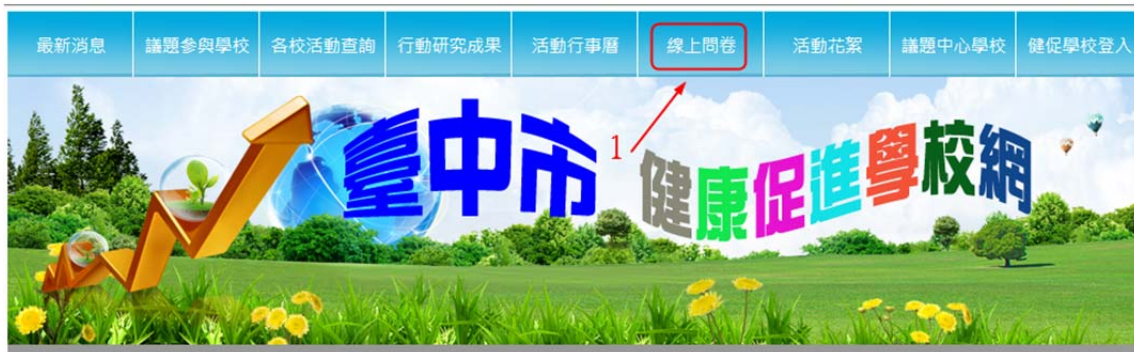 最新消息 議題參與學校 各校活動查詢 行動研究成果 活動行事曆 線上問卷 活動花絮 議題中心學校 健促學校登入
1
臺中市 健康促進學校網